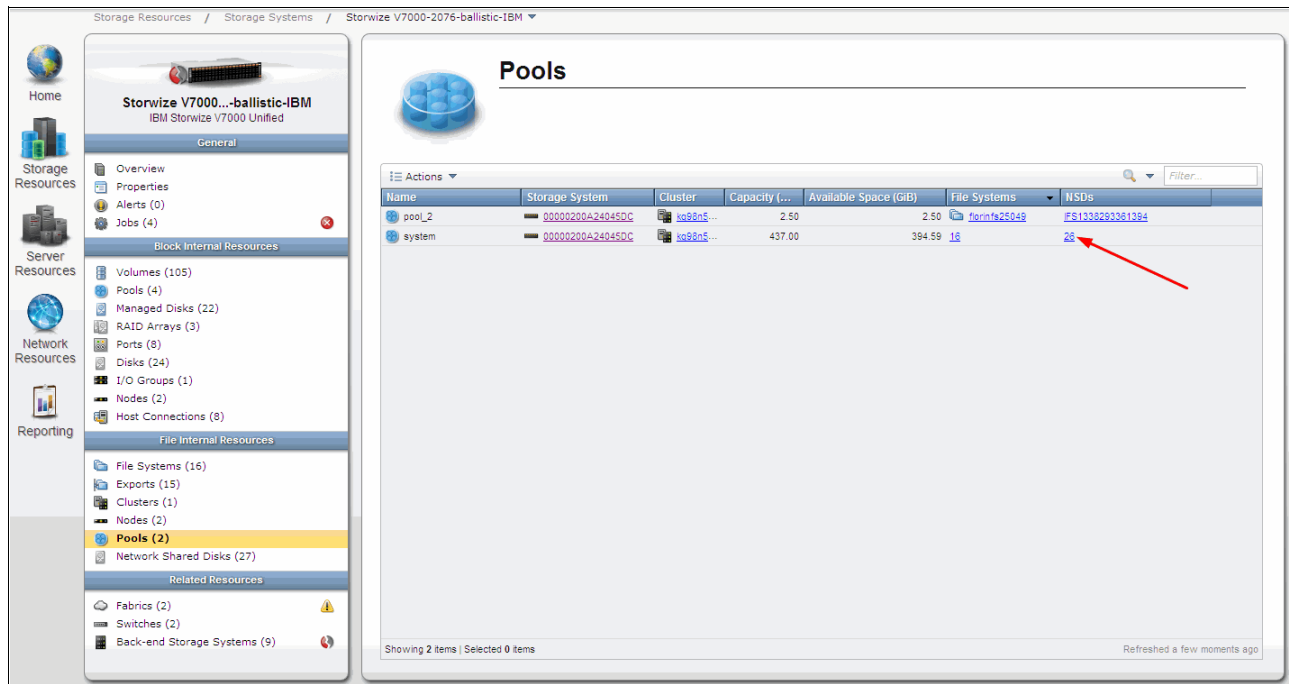 Storage Resources / Storage Systems / Storwize V7000-2076-ballistic-IBM
Home
Storage
Resources
Server
Resources
Network
Resources
Reporting
Storwize V7000...-ballistic-IBM
IBM Storwize V7000 Unified
General
Overview
Properties
Alerts (0)
Jobs (4)
Block Internal Resources
Volumes (105)
Pools (4)
Managed Disks (22)
RAID Arrays (3)
Ports (8)
Disks (24)
I/O Groups (1)
Nodes (2)
Host Connections (8)
File Internal Resources
File Systems (16)
Exports (15)
Clusters (1)
Nodes (2)
Pools (2)
Network Shared Disks (27)
Related Resources
Fabrics (2)
Switches (2)
Back-end Storage Systems (9)
Pools
Actions Filter...
Name Storage System Cluster Capacity (... Available Space (GiB) File Systems NSDs
pool_2 00000200A24045DC kq98n5... 2.50 2.50 florinfs25049 IFS1338293361394
system 00000200A24045DC kq98n5... 437.00 394.59 16 26
Showing 2 items | Selected 0 items Refreshed a few moments ago